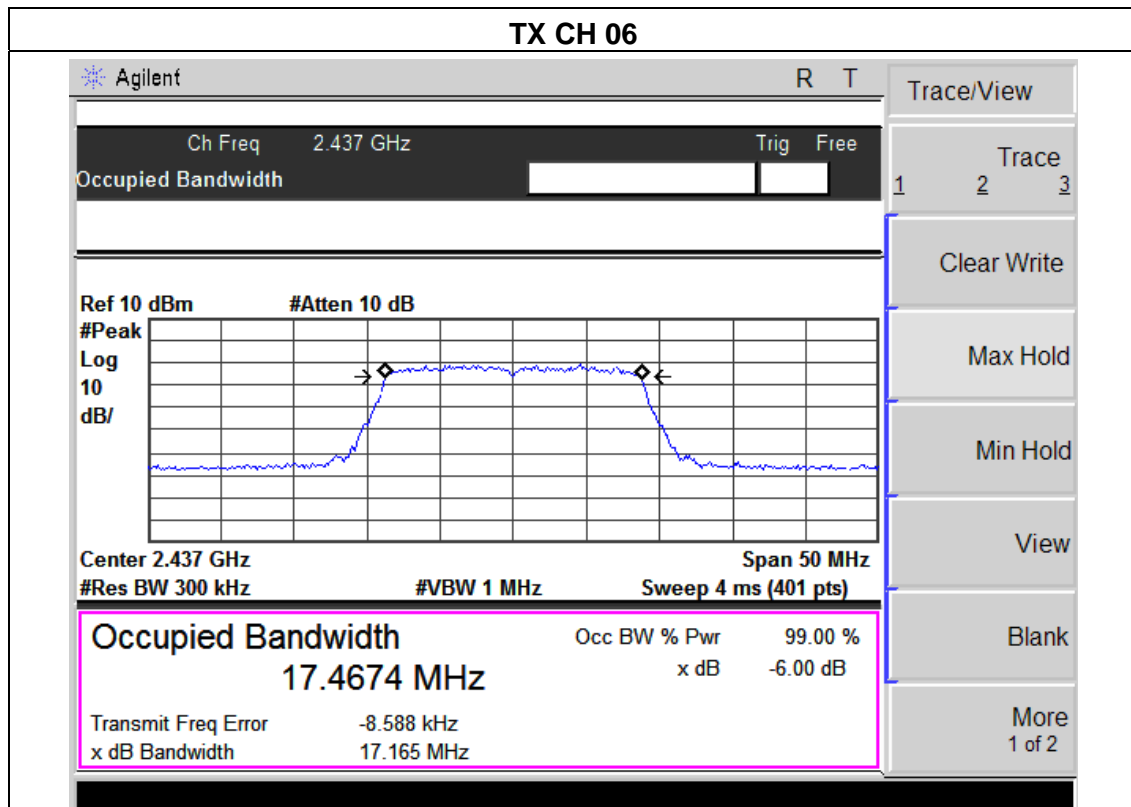 TX CH 06
Agilent R T
Ch Freq 2.437 GHz Trig Free
Occupied Bandwidth
Ref 10 dBm #Atten 10 dB
#Peak
Log
10
dB/
Center 2.437 GHz Span 50 MHz
#Res BW 300 kHz #VBW 1 MHz Sweep 4 ms (401 pts)
Occupied Bandwidth Occ BW % Pwr 99.00 %
17.4674 MHz x dB -6.00 dB
Transmit Freq Error -8.588 kHz
x dB Bandwidth 17.165 MHz
Trace/View
Trace
1 2 3
Clear Write
Max Hold
Min Hold
View
Blank
More
1 of 2